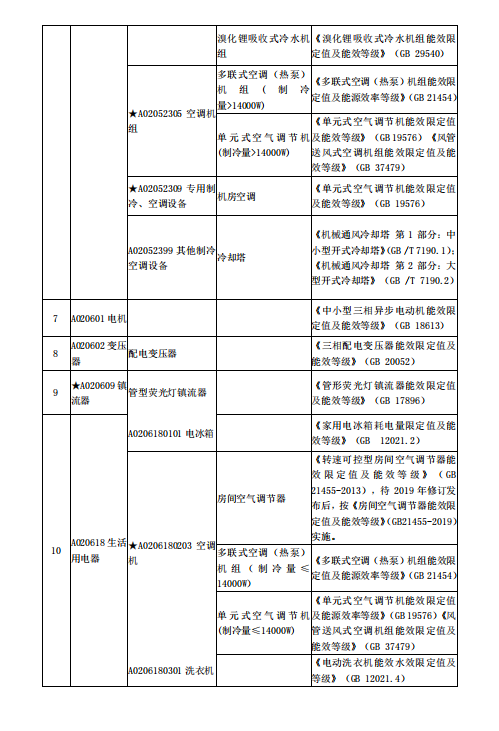 溴化锂吸收式冷水机
组
《溴化锂吸收式冷水机组能效限
定值及能效等级》（GB 29540）
★A02052305 空调机
组
多联式空调（热泵）
机组（制冷
量>14000W)
《多联式空调（热泵）机组能效限
定值及能源效率等级》（GB 21454）
单元式空气调节机
(制冷量>14000W)
《单元式空气调节机能效限定值
及能效等级》（GB 19576）《风管
送风式空调机组能效限定值及能
效等级》（GB 37479）
★A02052309 专用制
冷、空调设备
机房空调
《单元式空气调节机能效限定值
及能效等级》（GB 19576）
A02052399 其他制冷
空调设备
冷却塔
《机械通风冷却塔 第 1 部分：中
小型开式冷却塔》（GB /T 7190.1）；
《机械通风冷却塔 第 2 部分：大
型开式冷却塔》（GB /T 7190.2）
7
A020601 电机
《中小型三相异步电动机能效限
定值及能效等级》（GB 18613）
8
A020602 变压
器
配电变压器
《三相配电变压器能效限定值及
能效等级》（GB 20052）
9
★A020609 镇
流器
管型荧光灯镇流器
《管形荧光灯镇流器能效限定值
及能效等级》（GB 17896）
10
A020618 生活
用电器
A0206180101 电冰箱
《家用电冰箱耗电量限定值及能
效等级》（GB 12021.2）
★A0206180203 空调
机
房间空气调节器
《转速可控型房间空气调节器能
效限定值及能效等级》（GB
21455-2013），待 2019 年修订发
布后，按《房间空气调节器能效限
定值及能效等级》（GB21455-2019）
实施。
多联式空调（热泵）
机组（制冷量≤
14000W)
《多联式空调（热泵）机组能效限
定值及能源效率等级》（GB 21454）
单元式空气调节机
(制冷量≤14000W)
《单元式空气调节机能效限定值
及能源效率等级》（GB 19576）《风
管送风式空调机组能效限定值及
能效等级》（GB 37479）
A0206180301 洗衣机
《电动洗衣机能效水效限定值及
等级》（GB 12021.4）